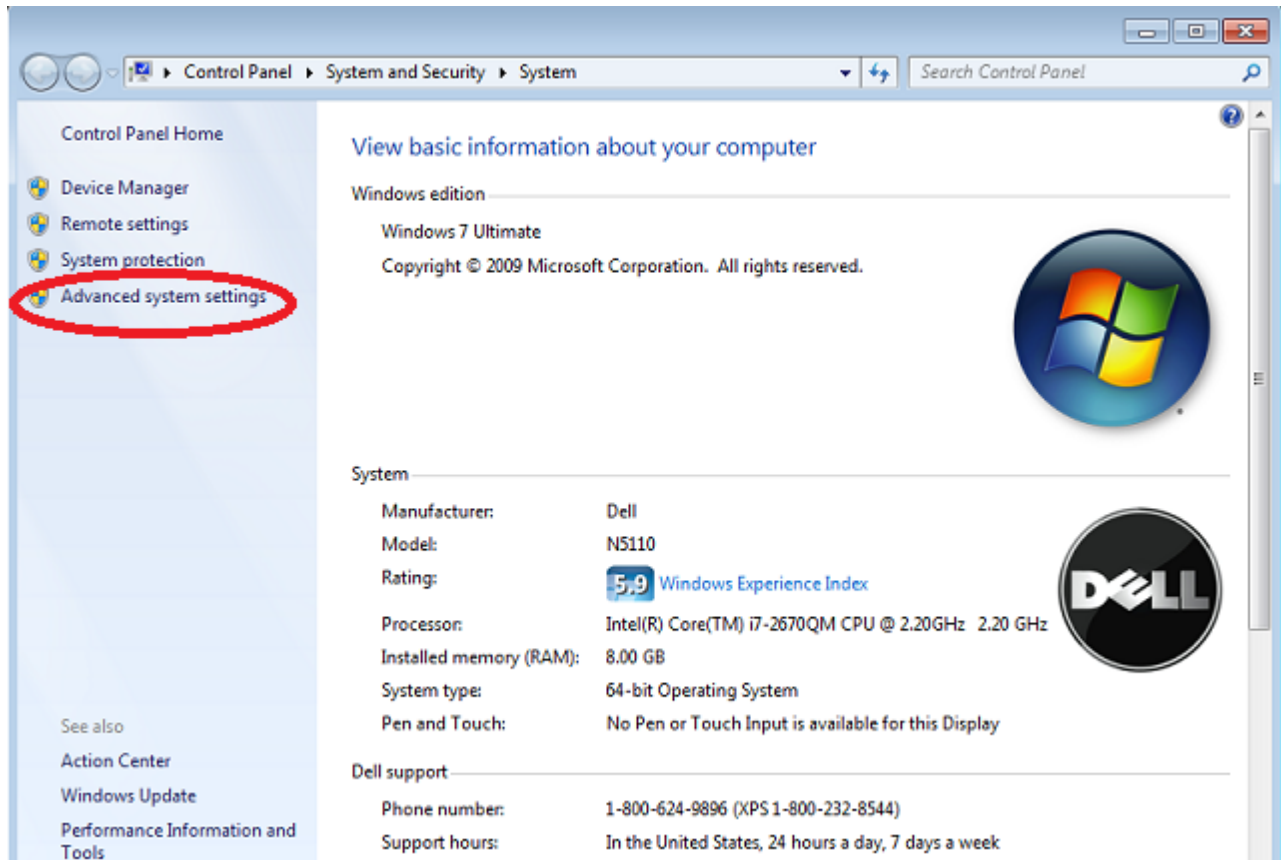 Control Panel ▸ System and Security ▸ System
Search Control Panel
Control Panel Home
Device Manager
Remote settings
System protection
Advanced system settings
See also
Action Center
Windows Update
Performance Information and
Tools
View basic information about your computer
Windows edition
Windows 7 Ultimate
Copyright © 2009 Microsoft Corporation. All rights reserved.
System
Manufacturer: Dell
Model: N5110
Rating: 5,9 Windows Experience Index
Processor: Intel(R) Core(TM) i7-2670QM CPU @ 2.20GHz 2.20 GHz
Installed memory (RAM): 8.00 GB
System type: 64-bit Operating System
Pen and Touch: No Pen or Touch Input is available for this Display
DELL
Dell support
Phone number: 1-800-624-9896 (XPS 1-800-232-8544)
Support hours: In the United States, 24 hours a day, 7 days a week